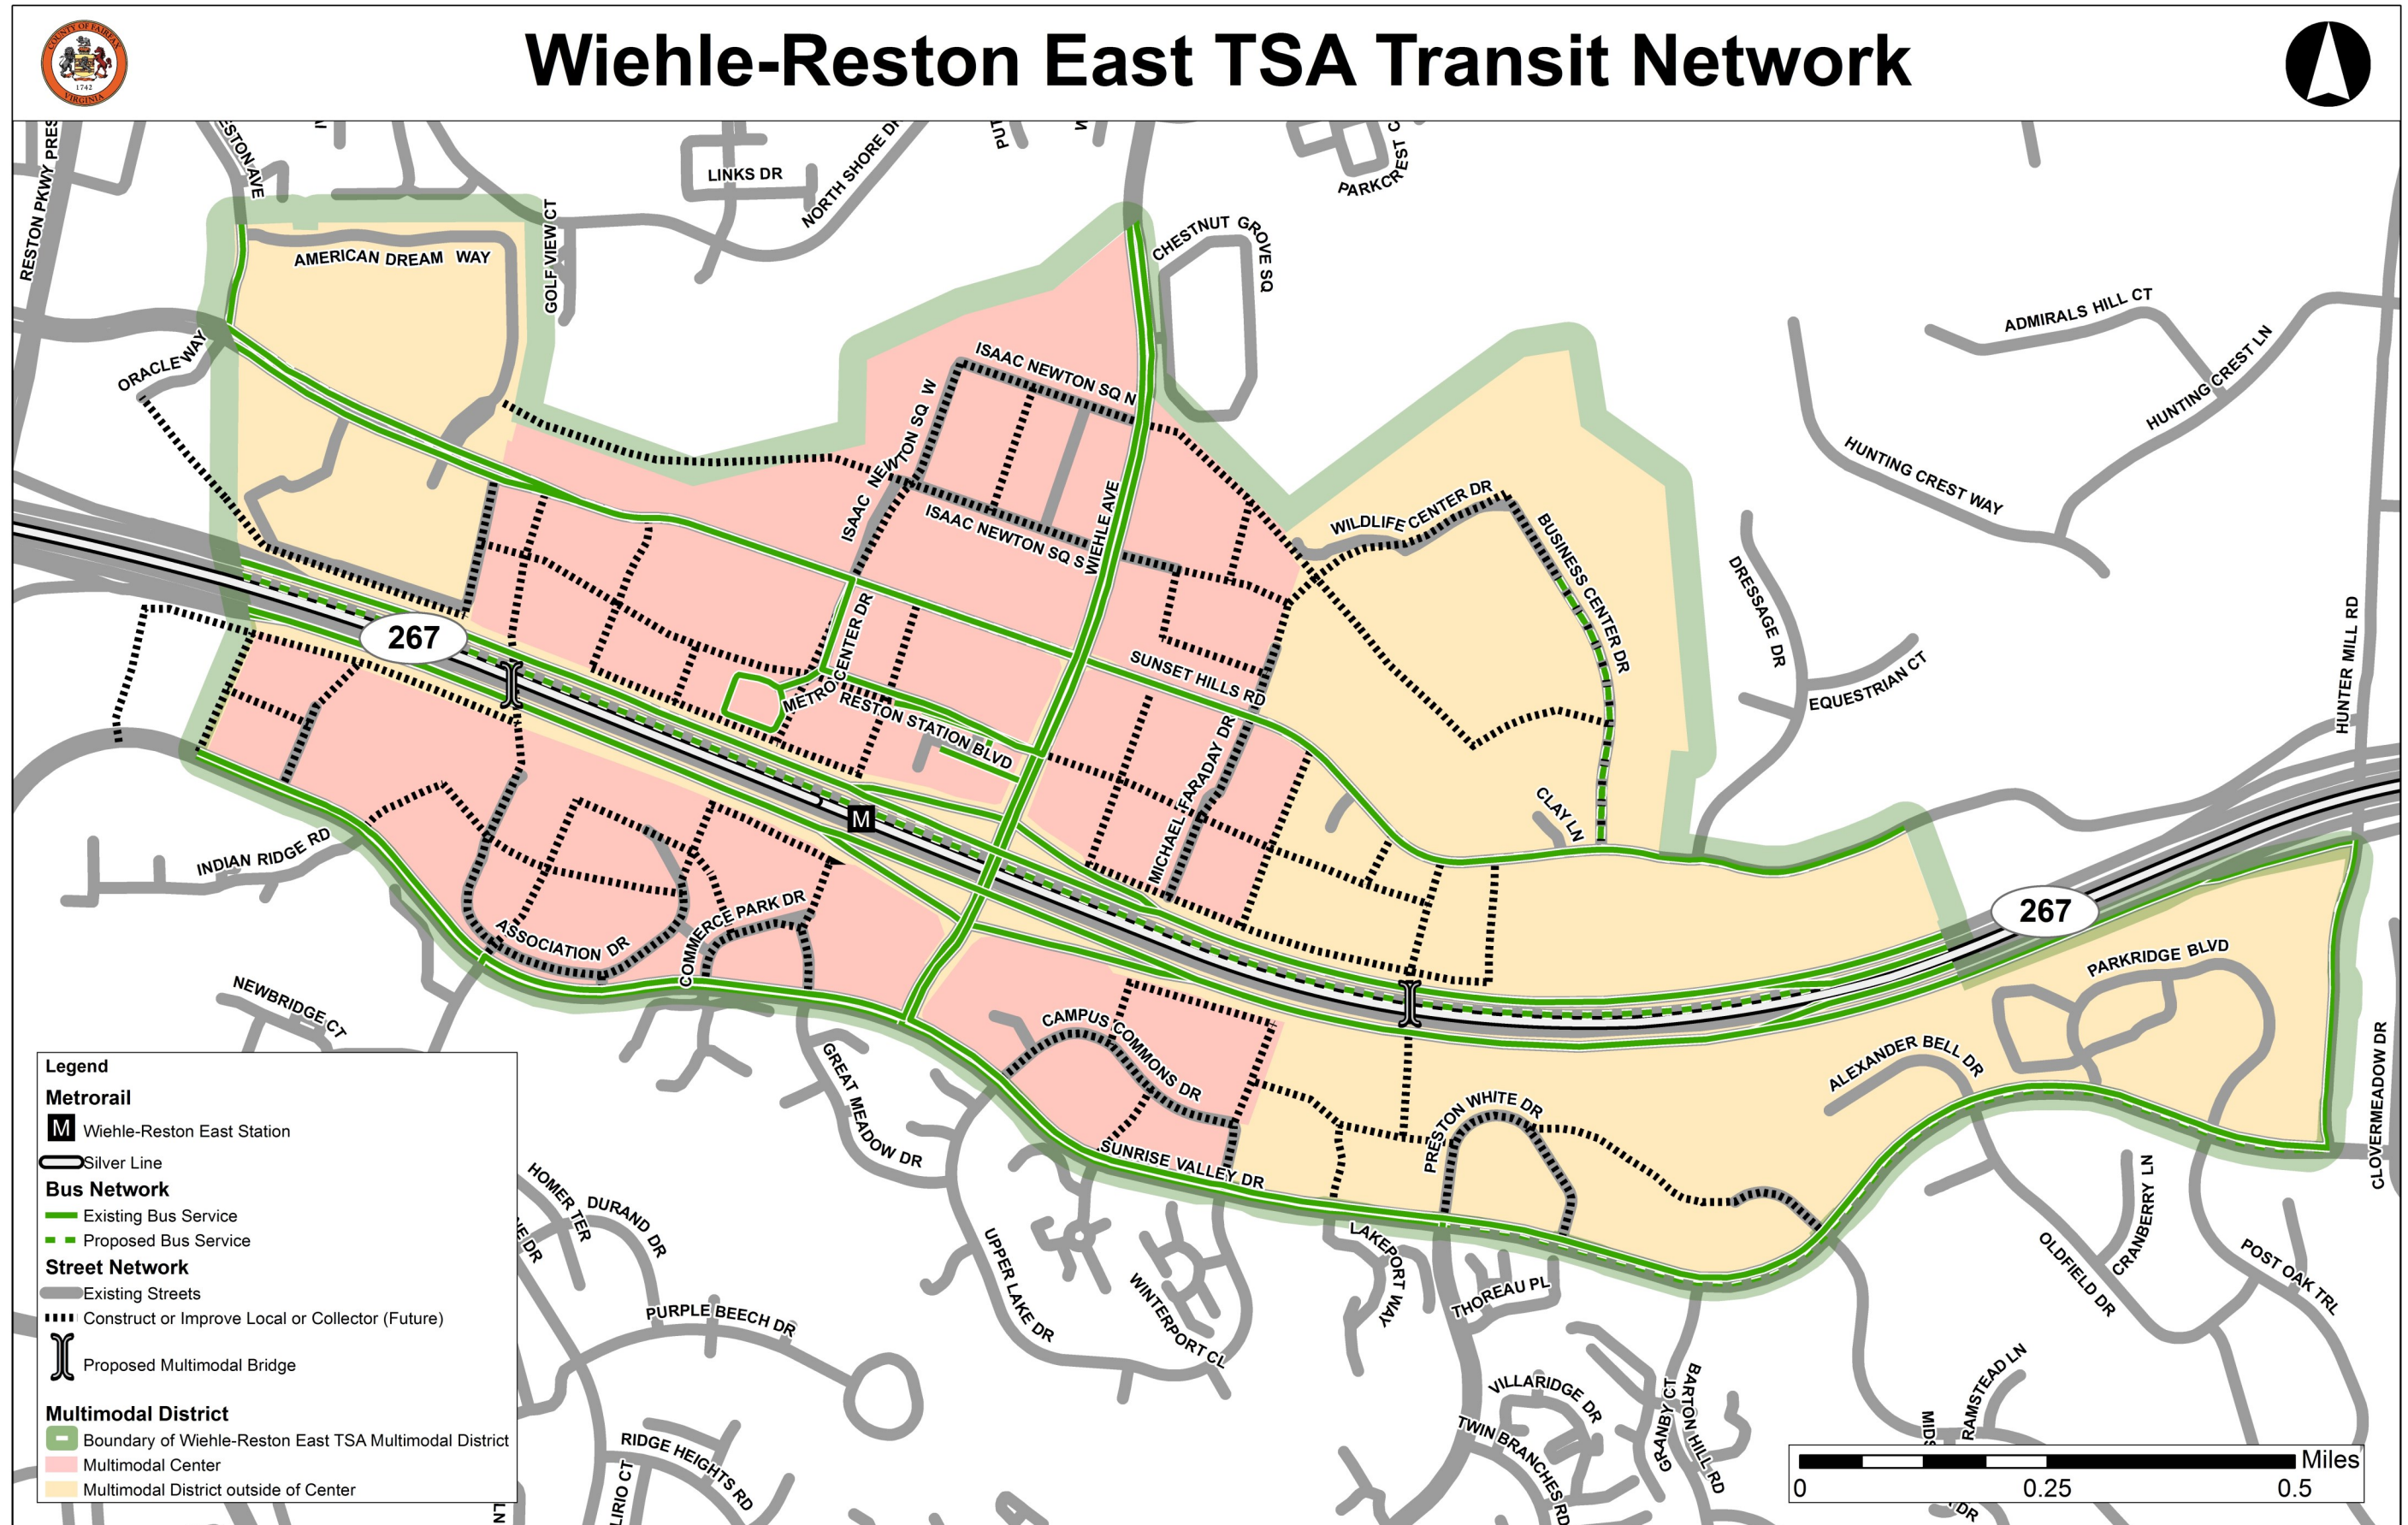 COUNTY OF FAIRFAX
1742
VIRGINIA
Wiehle-Reston East TSA Transit Network
RESTON PKWY
LINKS DR
NORTH SHORE DR
PARKCREST C
AMERICAN DREAM WAY
GOLF VIEW CT
CHESTNUT GROVE SQ
ORACLE WAY
ADMIRALS HILL CT
HUNTING CREST LN
HUNTING CREST WAY
ISAAC NEWTON SQ N
ISAAC NEWTON SQ W
ISAAC NEWTON SQ S
WIEHLE AVE
WILDLIFE CENTER DR
BUSINESS CENTER DR
DRESSAGE DR
EQUESTRIAN CT
HUNTER MILL RD
267
METRO CENTER DR
RESTON STATION BLVD
SUNSET HILLS RD
MICHAEL FARADAY DR
CLAY LN
M
INDIAN RIDGE RD
ASSOCIATION DR
COMMERCE PARK DR
267
PARKRIDGE BLVD
NEWBRIDGE CT
CAMPUS COMMONS DR
GREAT MEADOW DR
ALEXANDER BELL DR
PRESTON WHITE DR
CLOVERMEADOW DR
SUNRISE VALLEY DR
HOMER TER
DURAND DR
UPPER LAKE DR
WINTERPORT CL
LAKEPORT WAY
THOREAU PL
OLDFIELD DR
CRANBERRY LN
POST OAK TRL
PURPLE BEECH DR
RIDGE HEIGHTS RD
LIRIO CT
VILLARIDGE DR
TWIN BRANCHES RD
GRANBY CT
BARTON HILL RD
RAMSTEAD LN
Legend
Metrorail
M Wiehle-Reston East Station
Silver Line
Bus Network
Existing Bus Service
Proposed Bus Service
Street Network
Existing Streets
Construct or Improve Local or Collector (Future)
Proposed Multimodal Bridge
Multimodal District
Boundary of Wiehle-Reston East TSA Multimodal District
Multimodal Center
Multimodal District outside of Center
Miles
0 0.25 0.5